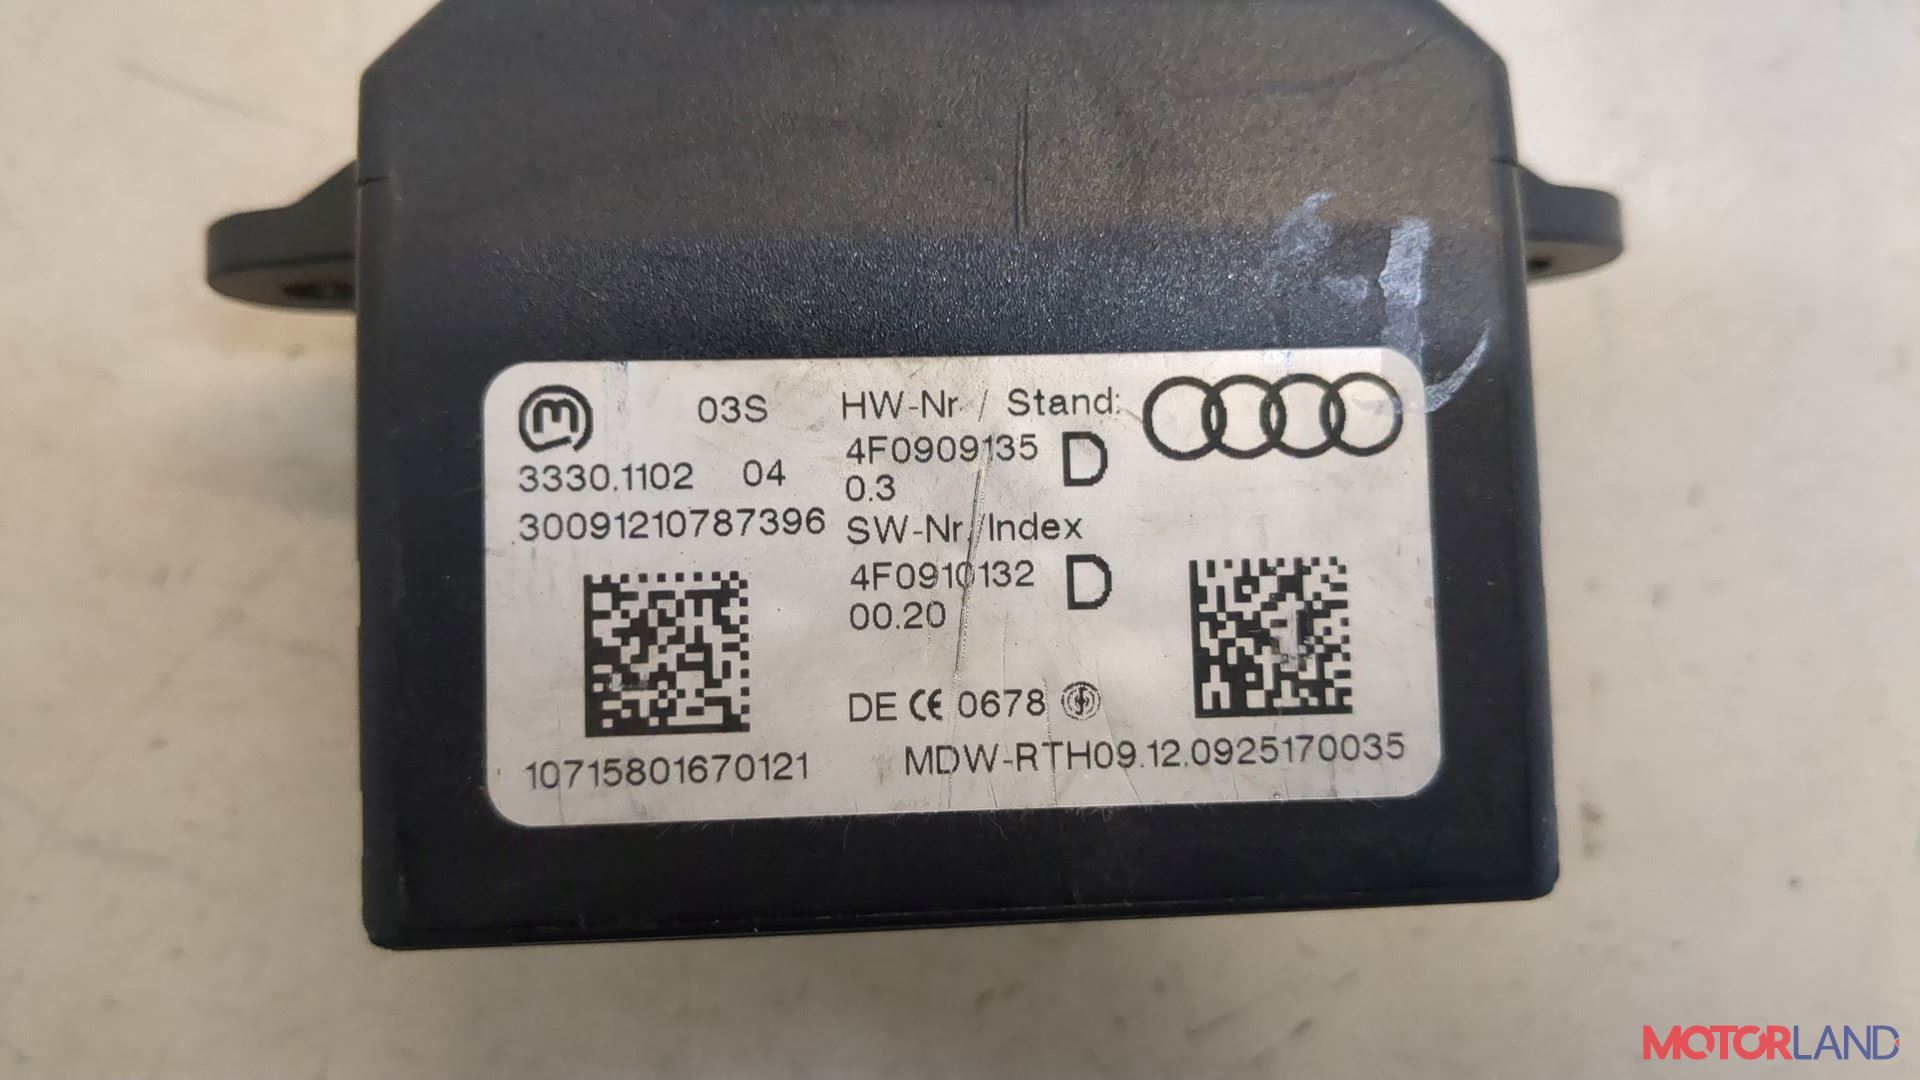 03S
3330.1102 04
30091210787396
10715801670121
HW-Nr. / Stand:
4F0909135 D
0.3
SW-Nr./Index
4F0910132 D
00.20
DE CE 0678
MDW-RTH09.12.0925170035
MOTORLAND